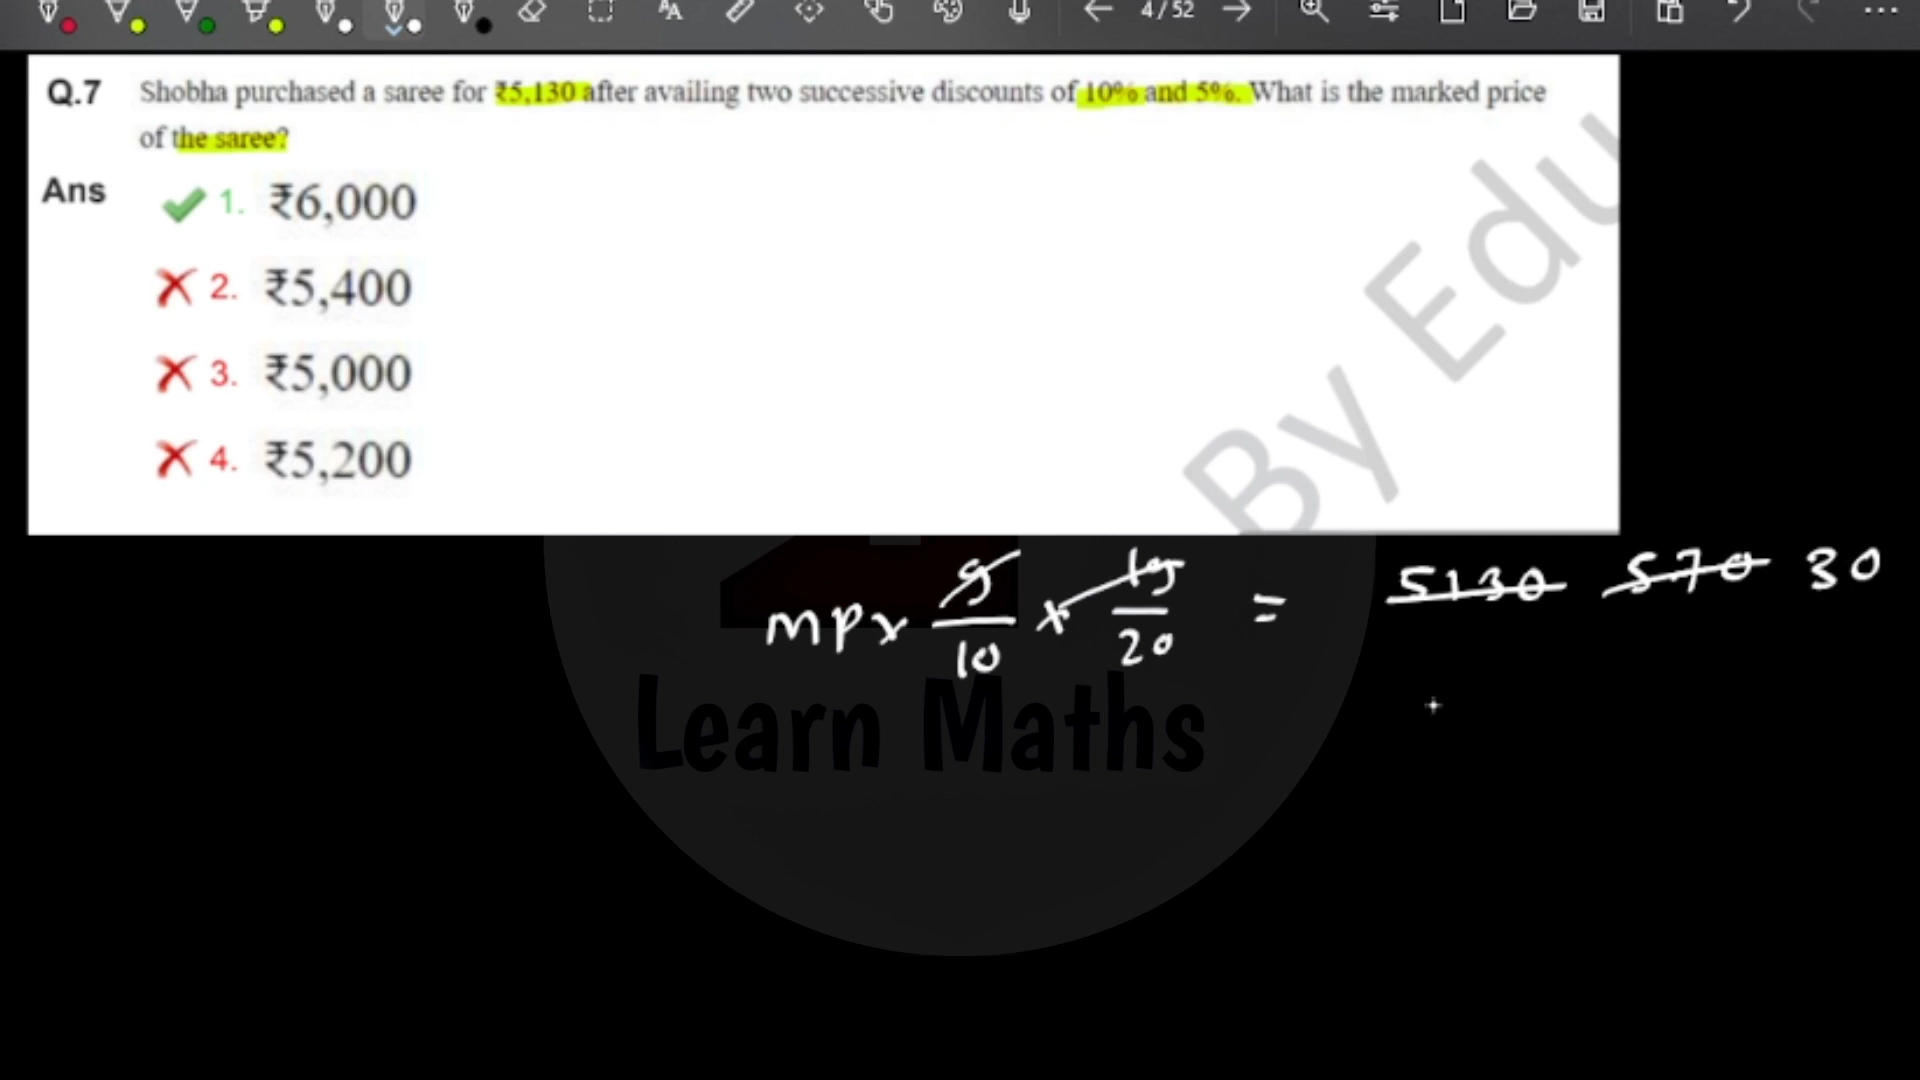 4 / 52
Q.7 Shobha purchased a saree for ₹5,130 after availing two successive discounts of 10% and 5%. What is the marked price
of the saree?
Ans 1. ₹6,000
2. ₹5,400
3. ₹5,000
4. ₹5,200
By Edu
mp x 9/10 x 19/20 = 5130 570 30
Learn Maths